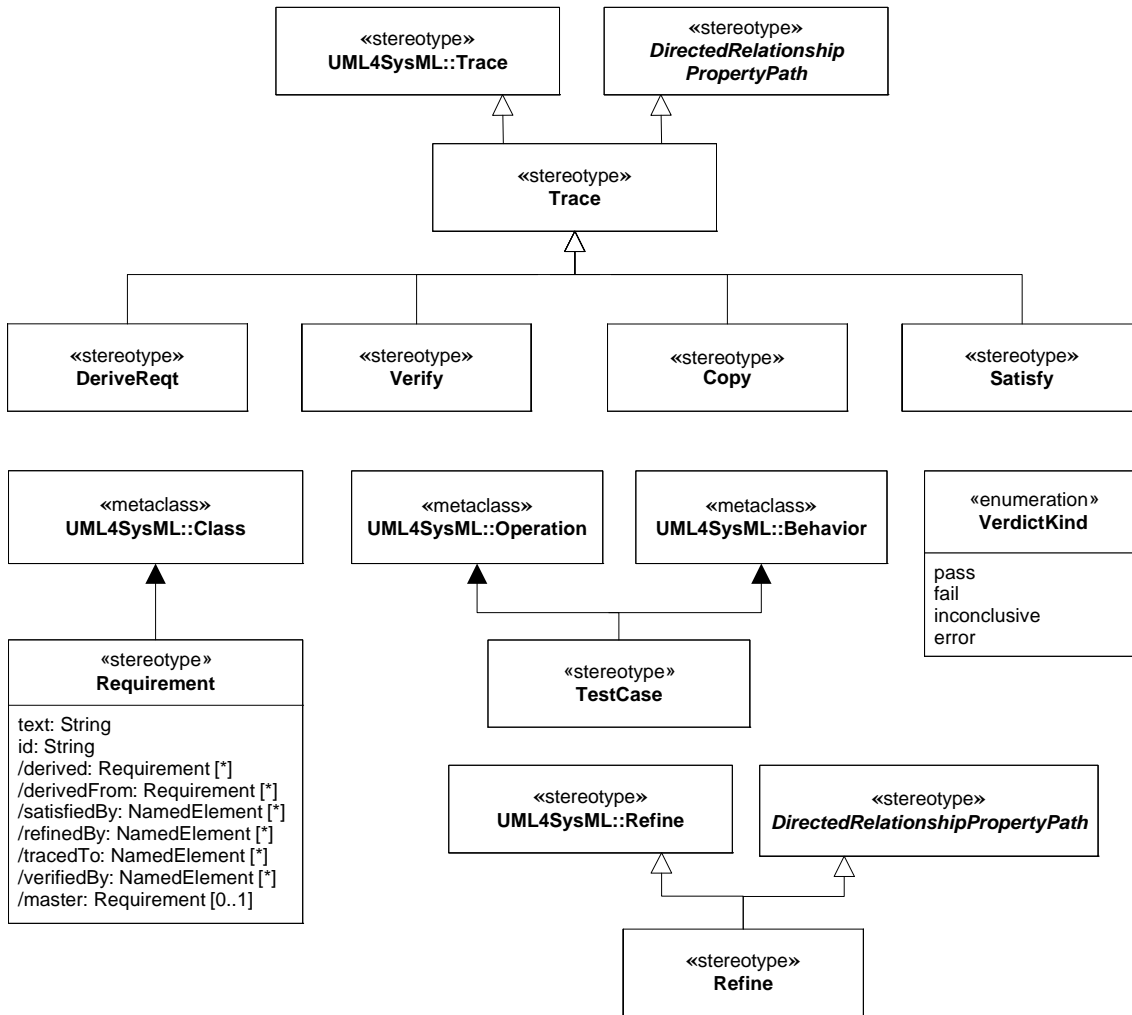 «stereotype»
UML4SysML::Trace
«stereotype»
DirectedRelationship
PropertyPath
«stereotype»
Trace
«stereotype»
DeriveReqt
«stereotype»
Verify
«stereotype»
Copy
«stereotype»
Satisfy
«metaclass»
UML4SysML::Class
«metaclass»
UML4SysML::Operation
«metaclass»
UML4SysML::Behavior
«enumeration»
VerdictKind
pass
fail
inconclusive
error
«stereotype»
Requirement
text: String
id: String
/derived: Requirement [*]
/derivedFrom: Requirement [*]
/satisfiedBy: NamedElement [*]
/refinedBy: NamedElement [*]
/tracedTo: NamedElement [*]
/verifiedBy: NamedElement [*]
/master: Requirement [0..1]
«stereotype»
TestCase
«stereotype»
UML4SysML::Refine
«stereotype»
DirectedRelationshipPropertyPath
«stereotype»
Refine